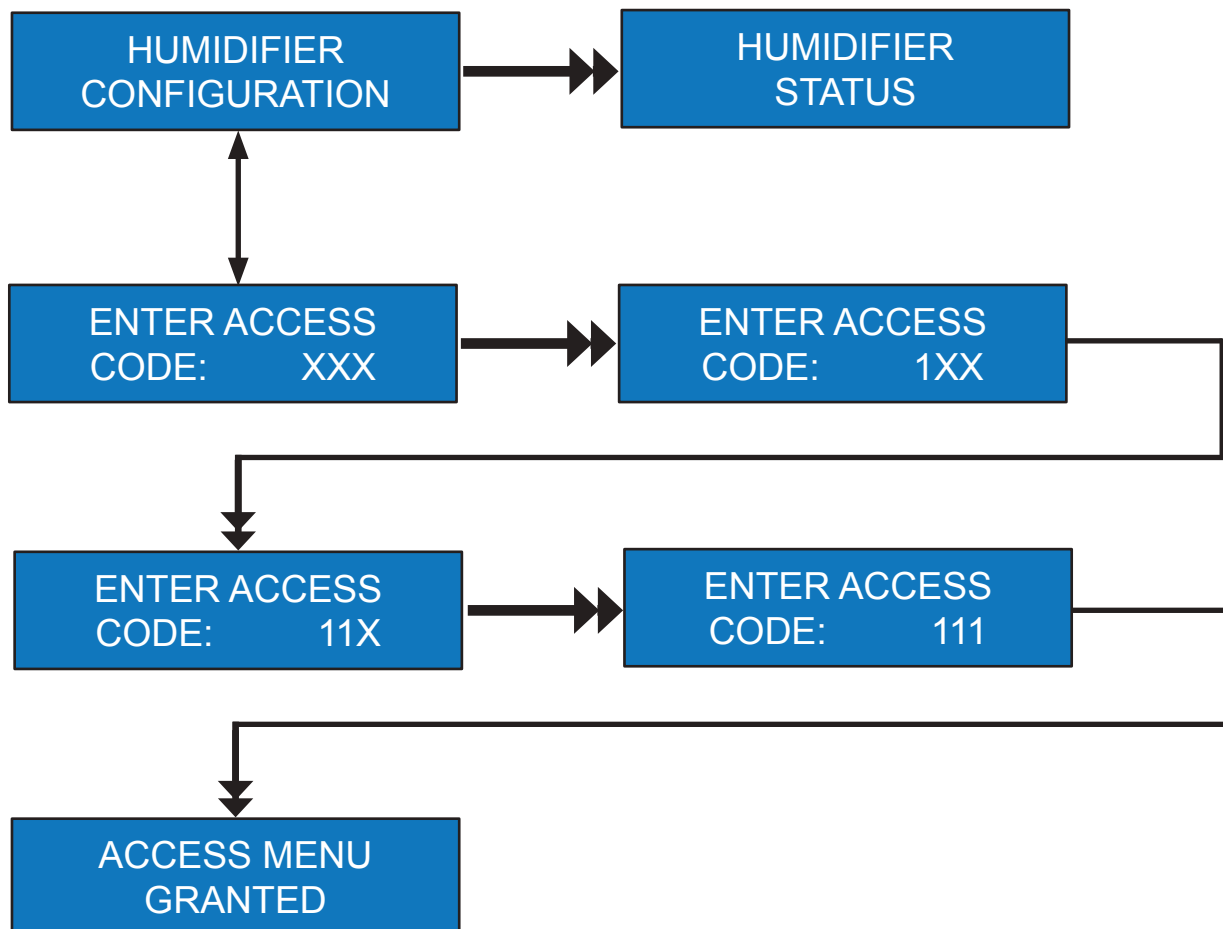 HUMIDIFIER
CONFIGURATION
HUMIDIFIER
STATUS
ENTER ACCESS
CODE: XXX
ENTER ACCESS
CODE: 1XX
ENTER ACCESS
CODE: 11X
ENTER ACCESS
CODE: 111
ACCESS MENU
GRANTED